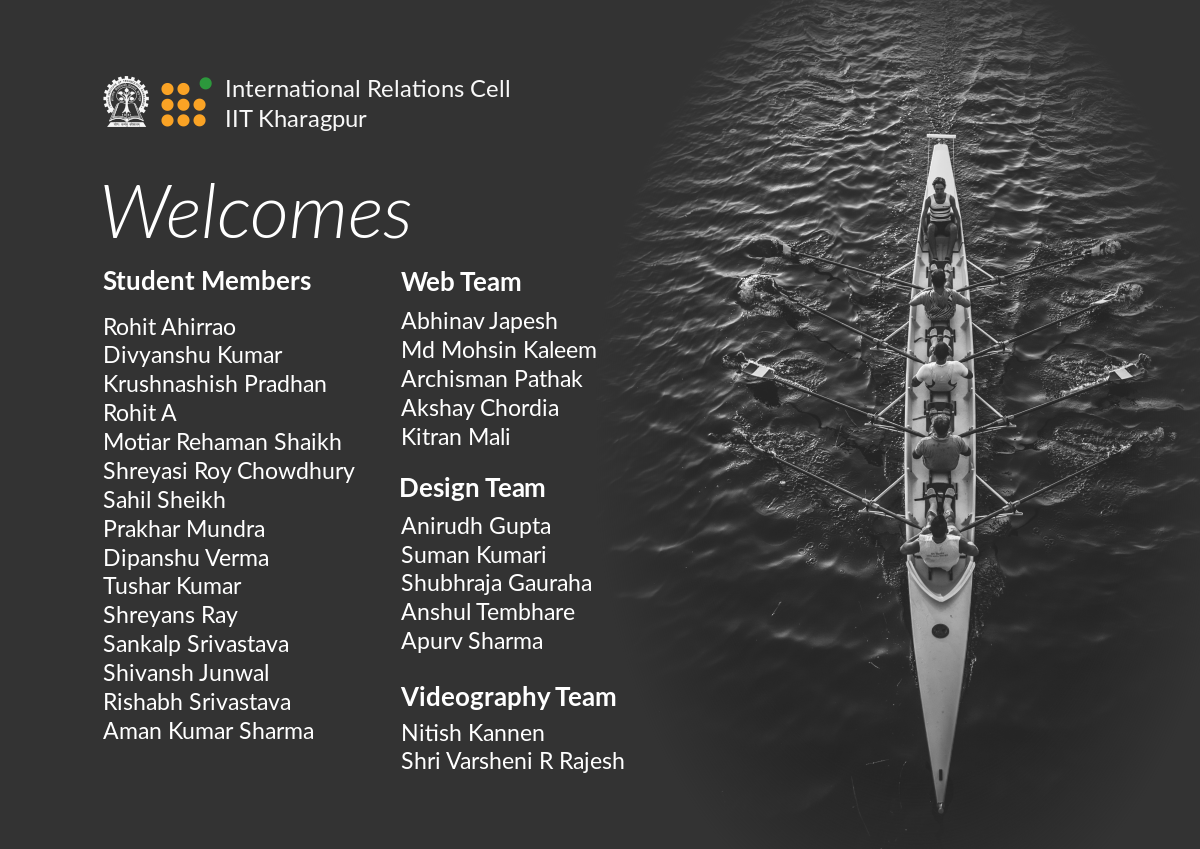 International Relations Cell
IIT Kharagpur
Welcomes
Student Members
Rohit Ahirrao
Divyanshu Kumar
Krushnashish Pradhan
Rohit A
Motiar Rehaman Shaikh
Shreyasi Roy Chowdhury
Sahil Sheikh
Prakhar Mundra
Dipanshu Verma
Tushar Kumar
Shreyans Ray
Sankalp Srivastava
Shivansh Junwal
Rishabh Srivastava
Aman Kumar Sharma
Web Team
Abhinav Japesh
Md Mohsin Kaleem
Archisman Pathak
Akshay Chordia
Kitran Mali
Design Team
Anirudh Gupta
Suman Kumari
Shubhraja Gauraha
Anshul Tembhare
Apurv Sharma
Videography Team
Nitish Kannen
Shri Varsheni R Rajesh